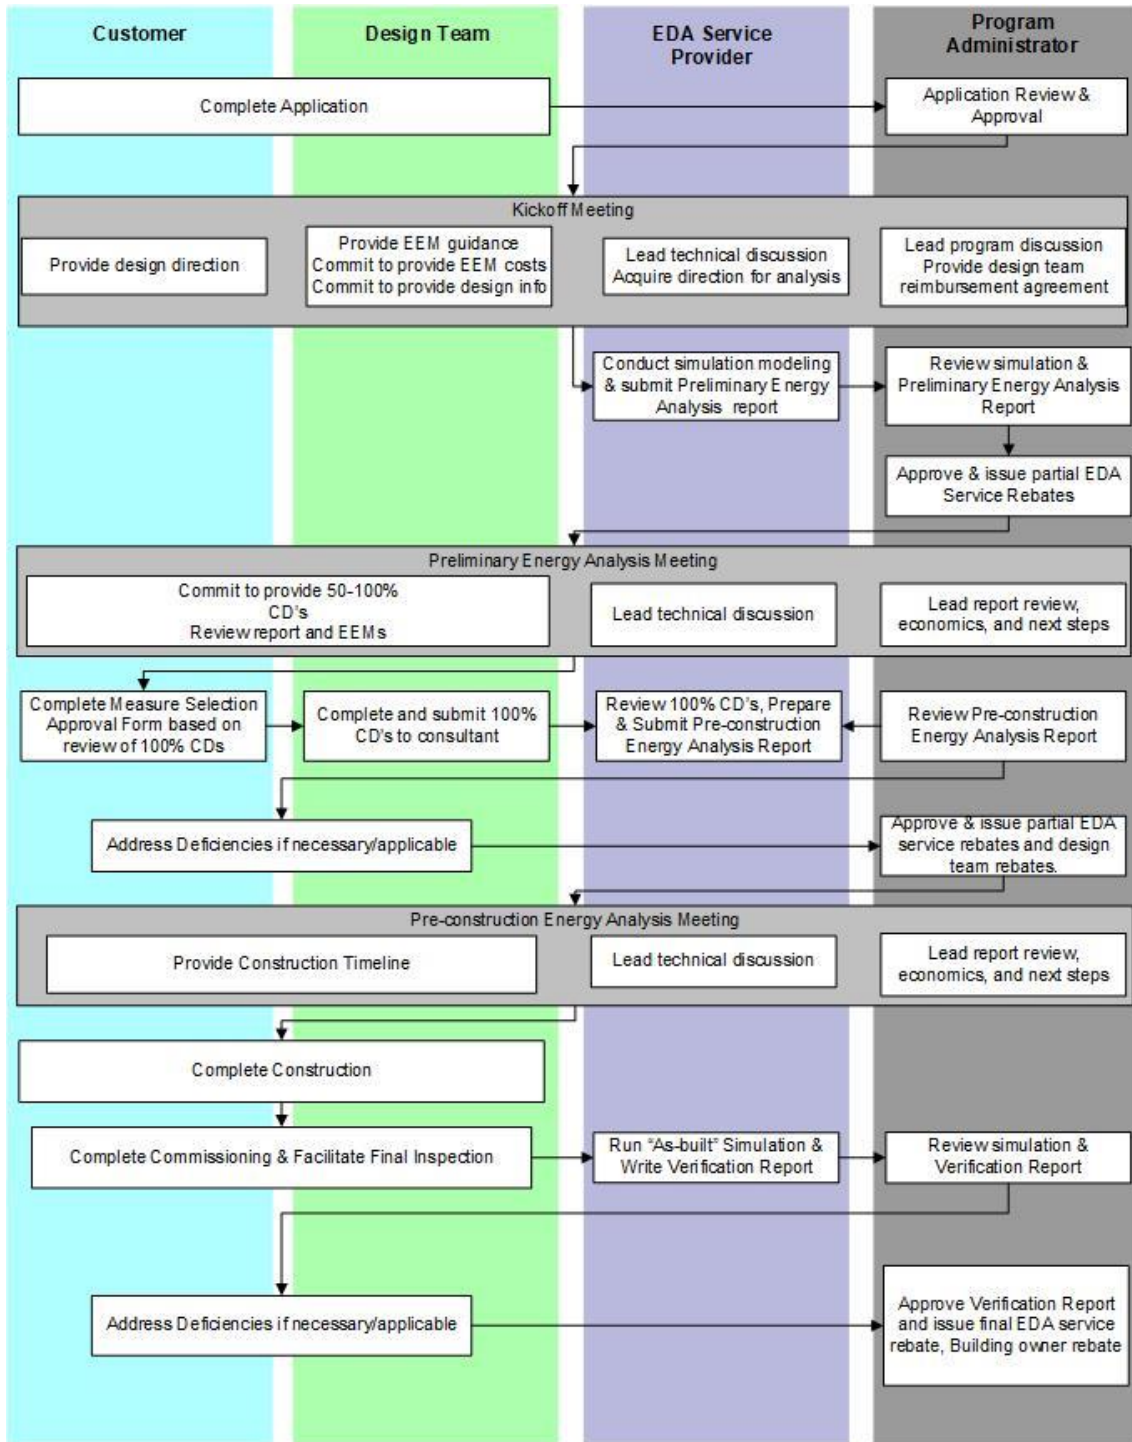 Customer
Design Team
EDA Service
Provider
Program
Administrator
Complete Application
Application Review &
Approval
Kickoff Meeting
Provide design direction
Provide EEM guidance
Commit to provide EEM costs
Commit to provide design info
Lead technical discussion
Acquire direction for analysis
Lead program discussion
Provide design team
reimbursement agreement
Conduct simulation modeling
& submit Preliminary Energy
Analysis report
Review simulation &
Preliminary Energy Analysis
Report
Approve & issue partial EDA
Service Rebates
Preliminary Energy Analysis Meeting
Commit to provide 50-100%
CD's
Review report and EEMs
Lead technical discussion
Lead report review,
economics, and next steps
Complete Measure Selection
Approval Form based on
review of 100% CDs
Complete and submit 100%
CD's to consultant
Review 100% CD's, Prepare
& Submit Pre-construction
Energy Analysis Report
Review Pre-construction
Energy Analysis Report
Address Deficiencies if necessary/applicable
Approve & issue partial EDA
service rebates and design
team rebates.
Pre-construction Energy Analysis Meeting
Provide Construction Timeline
Lead technical discussion
Lead report review,
economics, and next steps
Complete Construction
Complete Commissioning & Facilitate Final Inspection
Run "As-built" Simulation &
Write Verification Report
Review simulation &
Verification Report
Address Deficiencies if necessary/applicable
Approve Verification Report
and issue final EDA service
rebate, Building owner rebate